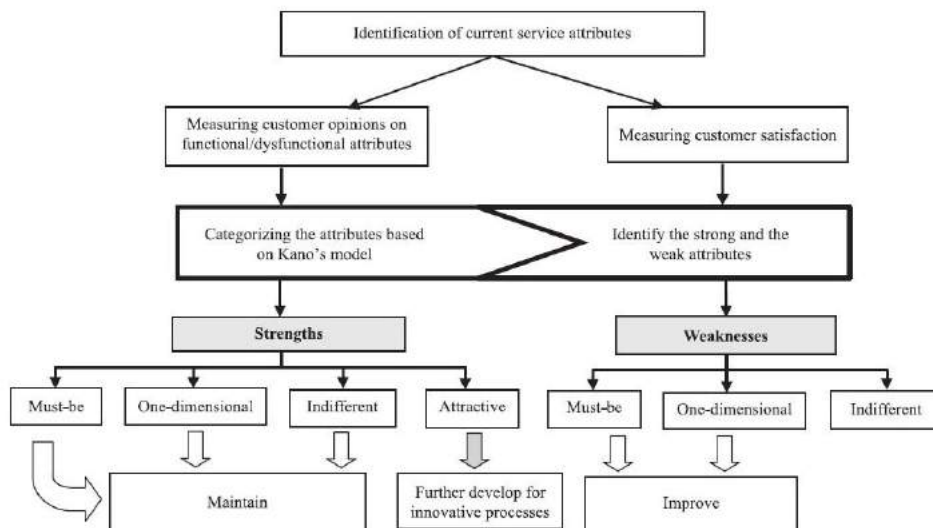 Identification of current service attributes
Measuring customer opinions on
functional/dysfunctional attributes
Measuring customer satisfaction
Categorizing the attributes based
on Kano's model
Identify the strong and the
weak attributes
Strengths
Weaknesses
Must-be
One-dimensional
Indifferent
Attractive
Must-be
One-dimensional
Indifferent
Maintain
Further develop for
innovative processes
Improve